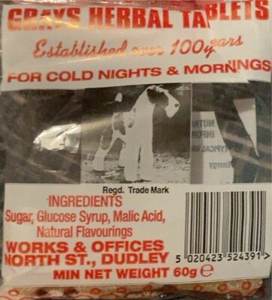 GRAYS HERBAL TABLETS
Established over 100 years
FOR COLD NIGHTS & MORNINGS
Regd. Trade Mark
INGREDIENTS
Sugar, Glucose Syrup, Malic Acid,
Natural Flavourings
WORKS & OFFICES
NORTH ST., DUDLEY
MIN NET WEIGHT 60g e
5 020423 524391 >